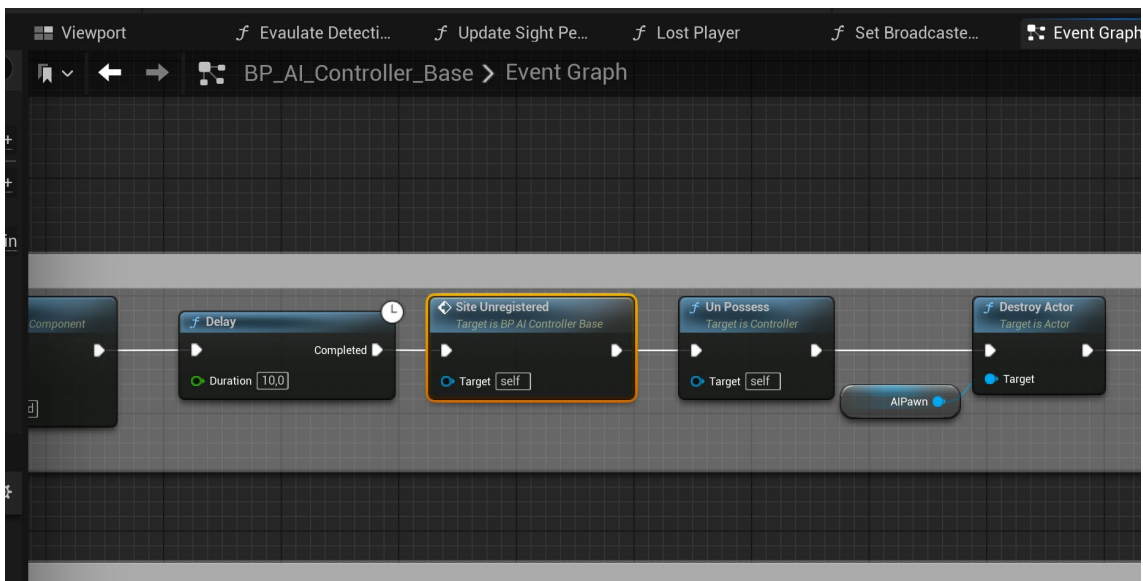 Viewport
f Evaulate Detecti...
f Update Sight Pe...
f Lost Player
f Set Broadcaste...
Event Graph
BP_AI_Controller_Base > Event Graph
in
Component
d
f Delay
Completed
Duration 10,0
Site Unregistered
Target is BP AI Controller Base
Target self
f Un Possess
Target is Controller
Target self
AIPawn
f Destroy Actor
Target is Actor
Target